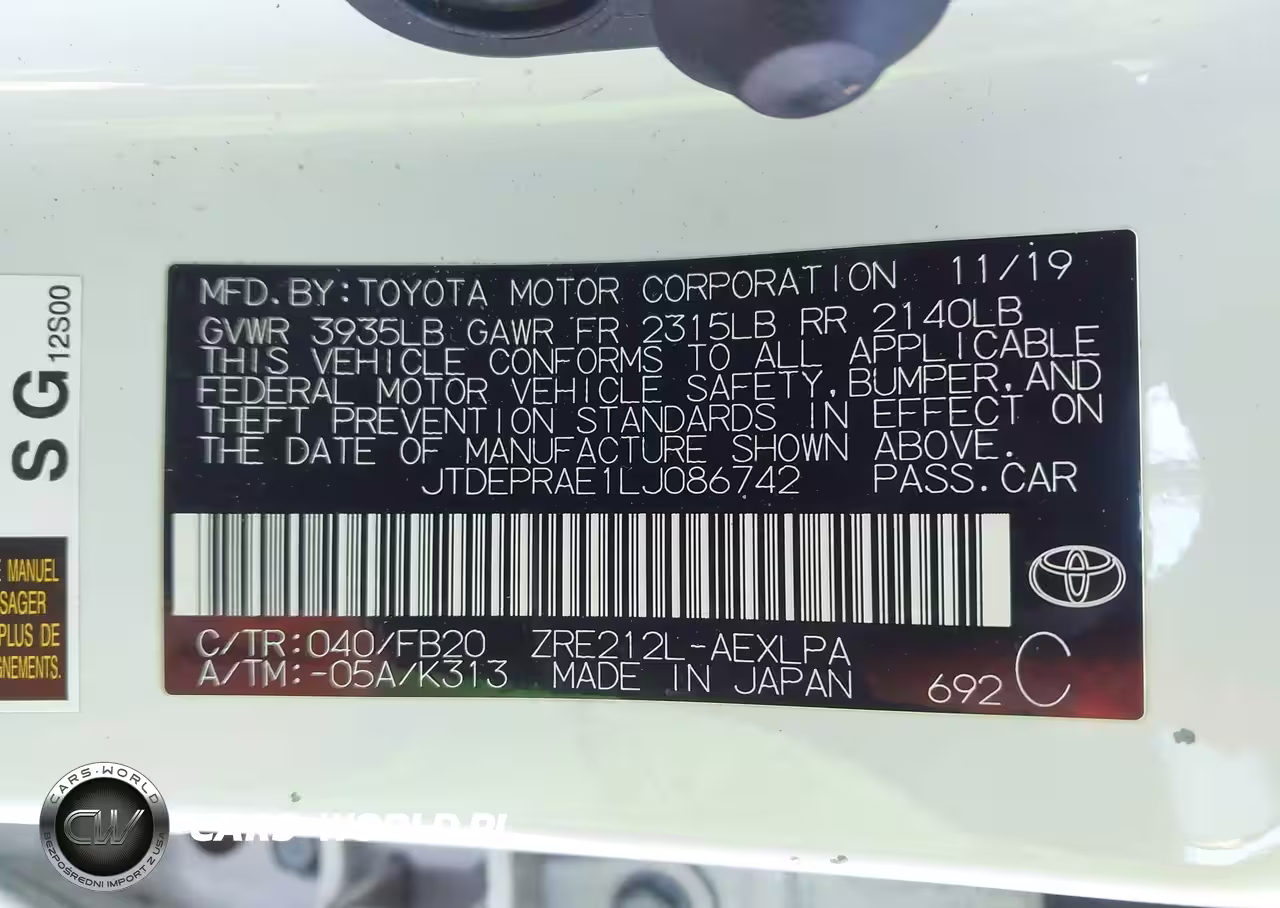 MFD.BY:TOYOTA MOTOR CORPORATION 11/19
GVWR 3935LB GAWR FR 2315LB RR 2140LB
THIS VEHICLE CONFORMS TO ALL APPLICABLE
FEDERAL MOTOR VEHICLE SAFETY,BUMPER,AND
THEFT PREVENTION STANDARDS IN EFFECT ON
THE DATE OF MANUFACTURE SHOWN ABOVE.
JTDEPRAE1LJ086742 PASS.CAR
C/TR:040/FB20 ZRE212L-AEXLPA
A/TM:-05A/K313 MADE IN JAPAN 692 C
SG 12S00
MANUEL
PLUS DE
CARS-WORLD
CW
BEZPOŚREDNI IMPORT Z USA
CARS-WORLD.PL